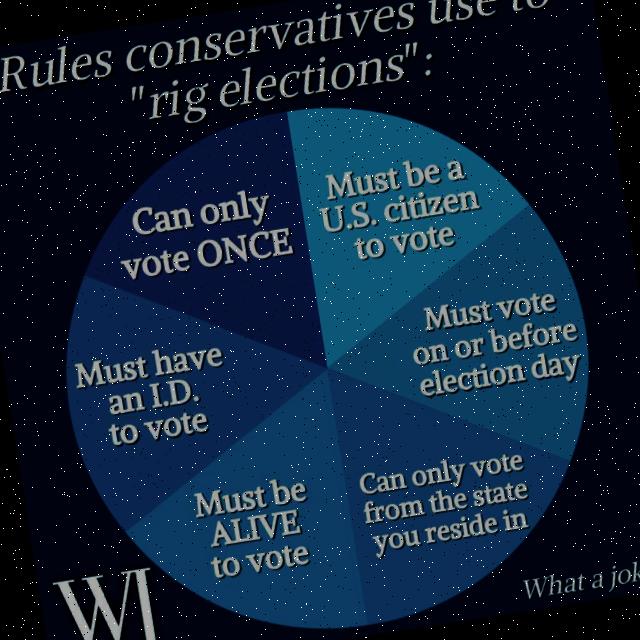 Rules conservatives use to
"rig elections":
Must be a
U.S. citizen
to vote
Can only
vote ONCE
Must vote
on or before
election day
Must have
an I.D.
to vote
Can only vote
from the state
you reside in
Must be
ALIVE
to vote
WJ
What a jok